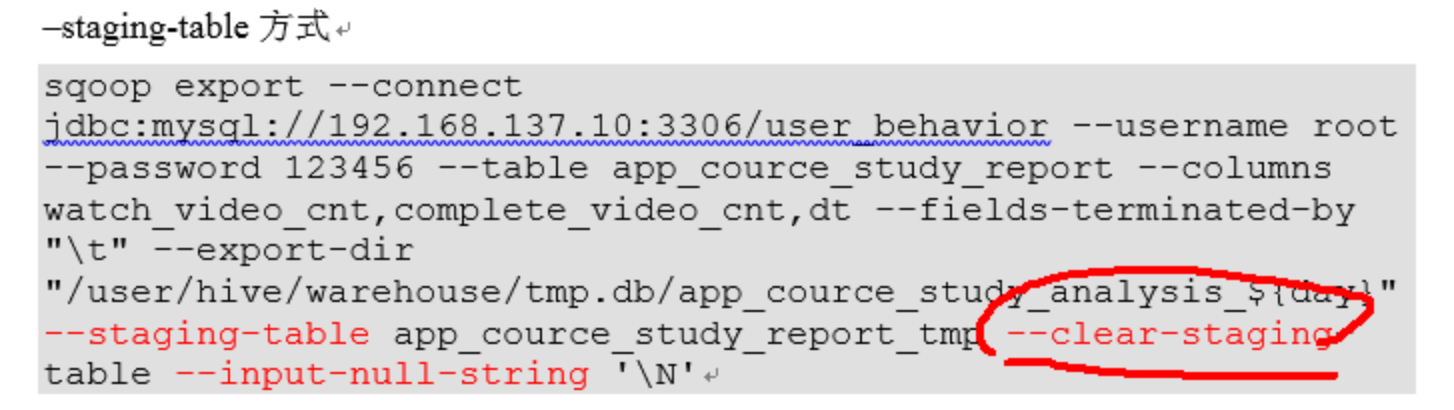 –staging-table 方式
sqoop export --connect
jdbc:mysql://192.168.137.10:3306/user_behavior --username root
--password 123456 --table app_cource_study_report --columns
watch_video_cnt,complete_video_cnt,dt --fields-terminated-by
"\t" --export-dir
"/user/hive/warehouse/tmp.db/app_cource_study_analysis_${day}"
--staging-table app_cource_study_report_tmp --clear-staging-
table --input-null-string '\N'